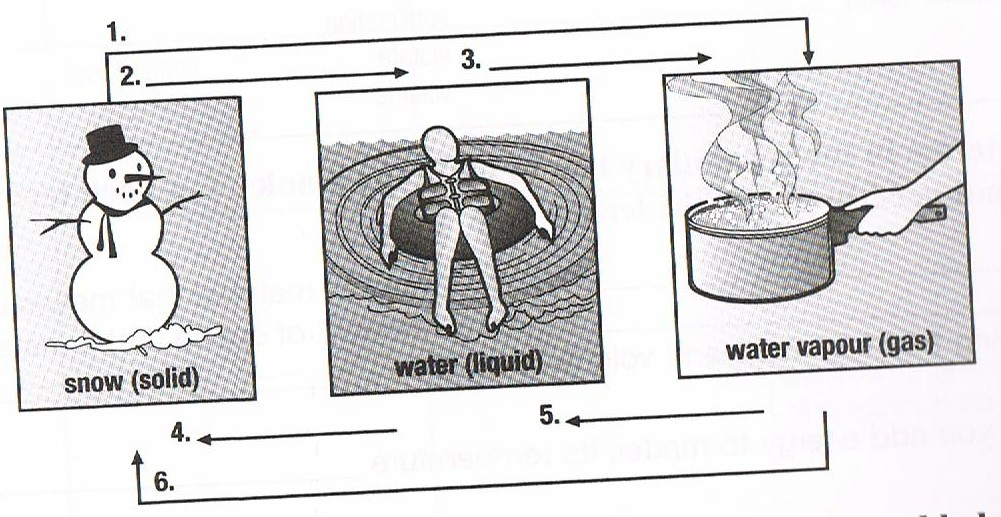 1.
2.
3.
snow (solid)
water (liquid)
water vapour (gas)
4.
5.
6.